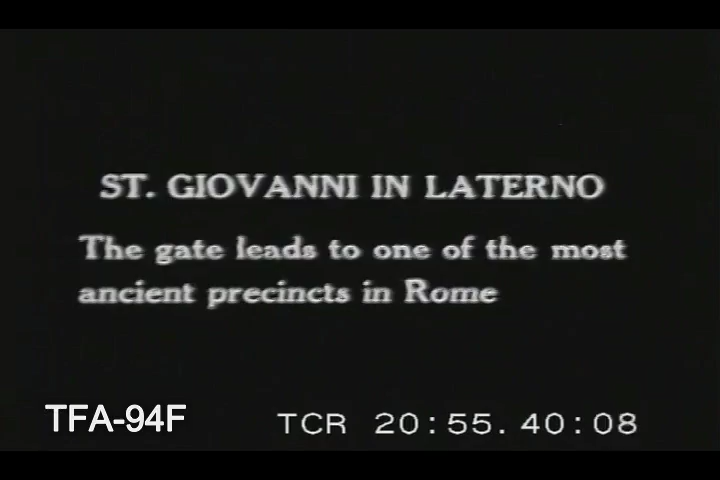 ST. GIOVANNI IN LATERNO
The gate leads to one of the most
ancient precincts in Rome
TFA-94F
TCR 20:55.40:08